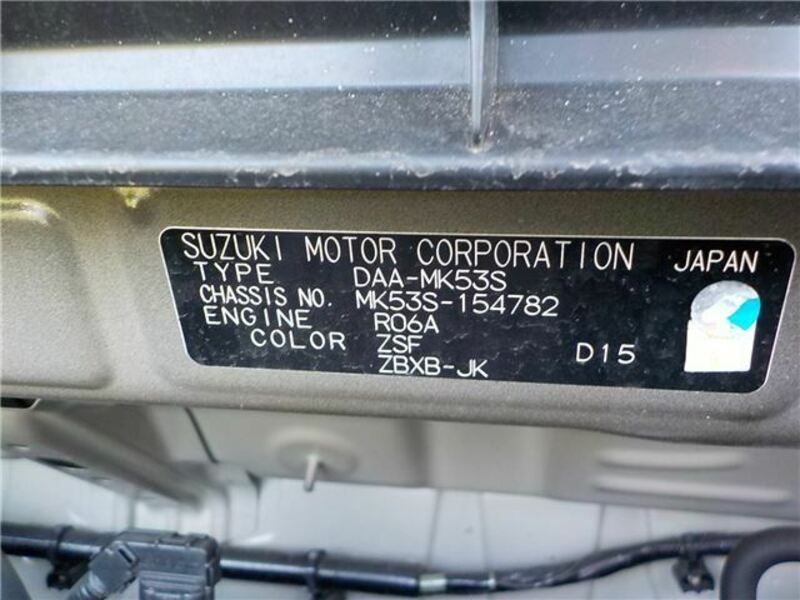 SUZUKI MOTOR CORPORATION JAPAN
TYPE DAA-MK53S
CHASSIS NO. MK53S-154782
ENGINE R06A
COLOR ZSF D15
ZBXB-JK